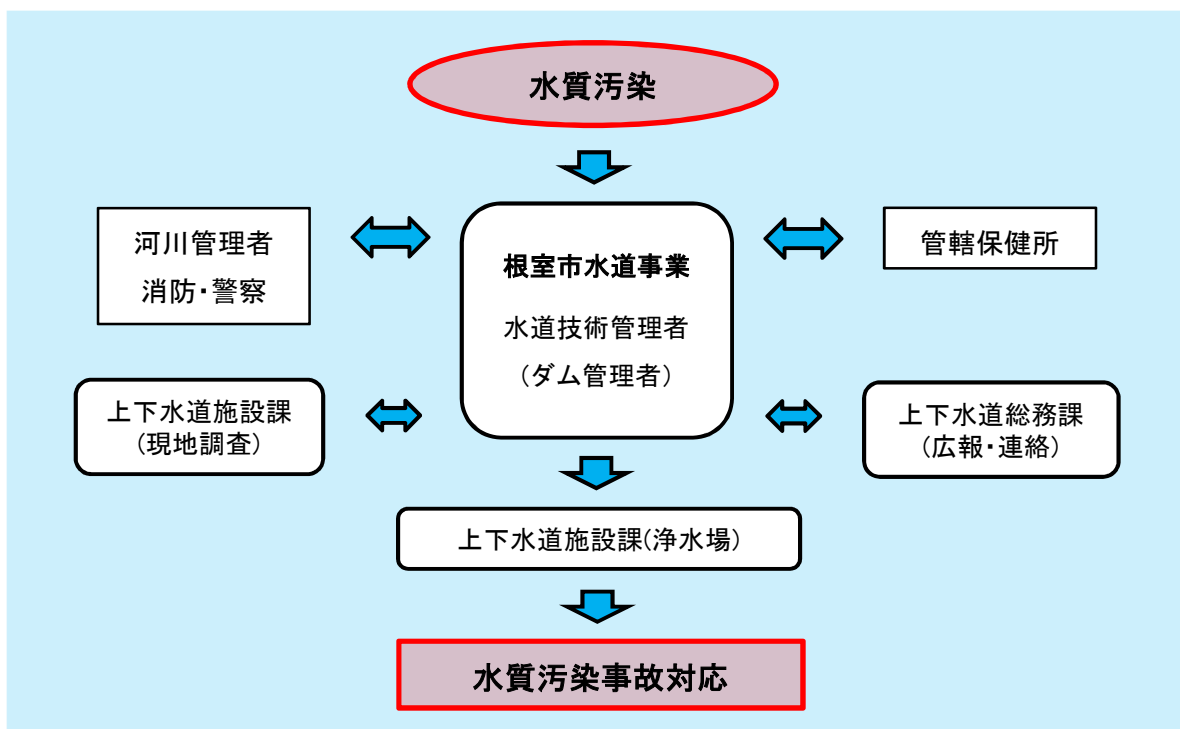 水質汚染
河川管理者
消防・警察
根室市水道事業
水道技術管理者
(ダム管理者)
管轄保健所
上下水道施設課
(現地調査)
上下水道総務課
(広報・連絡)
上下水道施設課(浄水場)
水質汚染事故対応